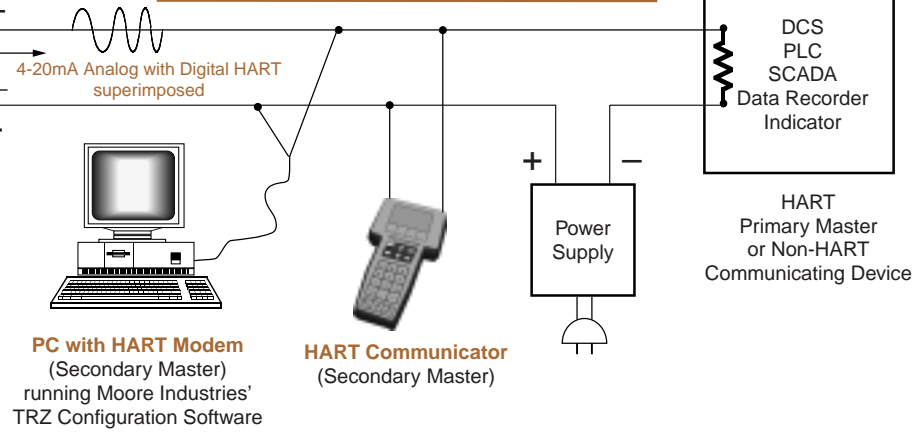 4-20mA Analog with Digital HART
superimposed
DCS
PLC
SCADA
Data Recorder
Indicator
+
–
Power
Supply
HART
Primary Master
or Non-HART
Communicating Device
PC with HART Modem
(Secondary Master)
running Moore Industries’
TRZ Configuration Software
HART Communicator
(Secondary Master)